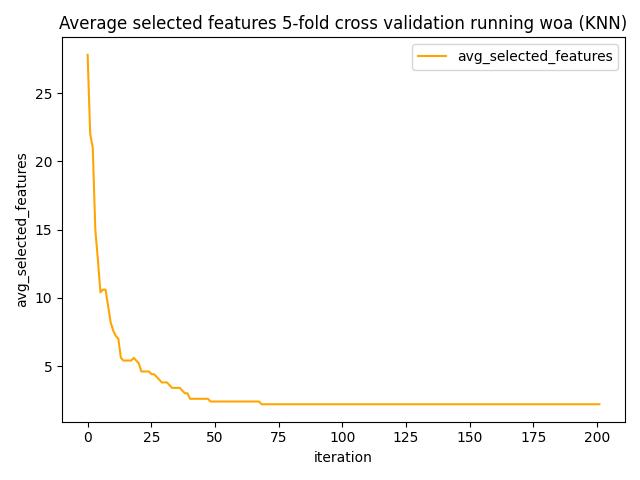 Average selected features 5-fold cross validation running woa (KNN)
avg_selected_features
avg_selected_features
25
20
15
10
5
0 25 50 75 100 125 150 175 200
iteration